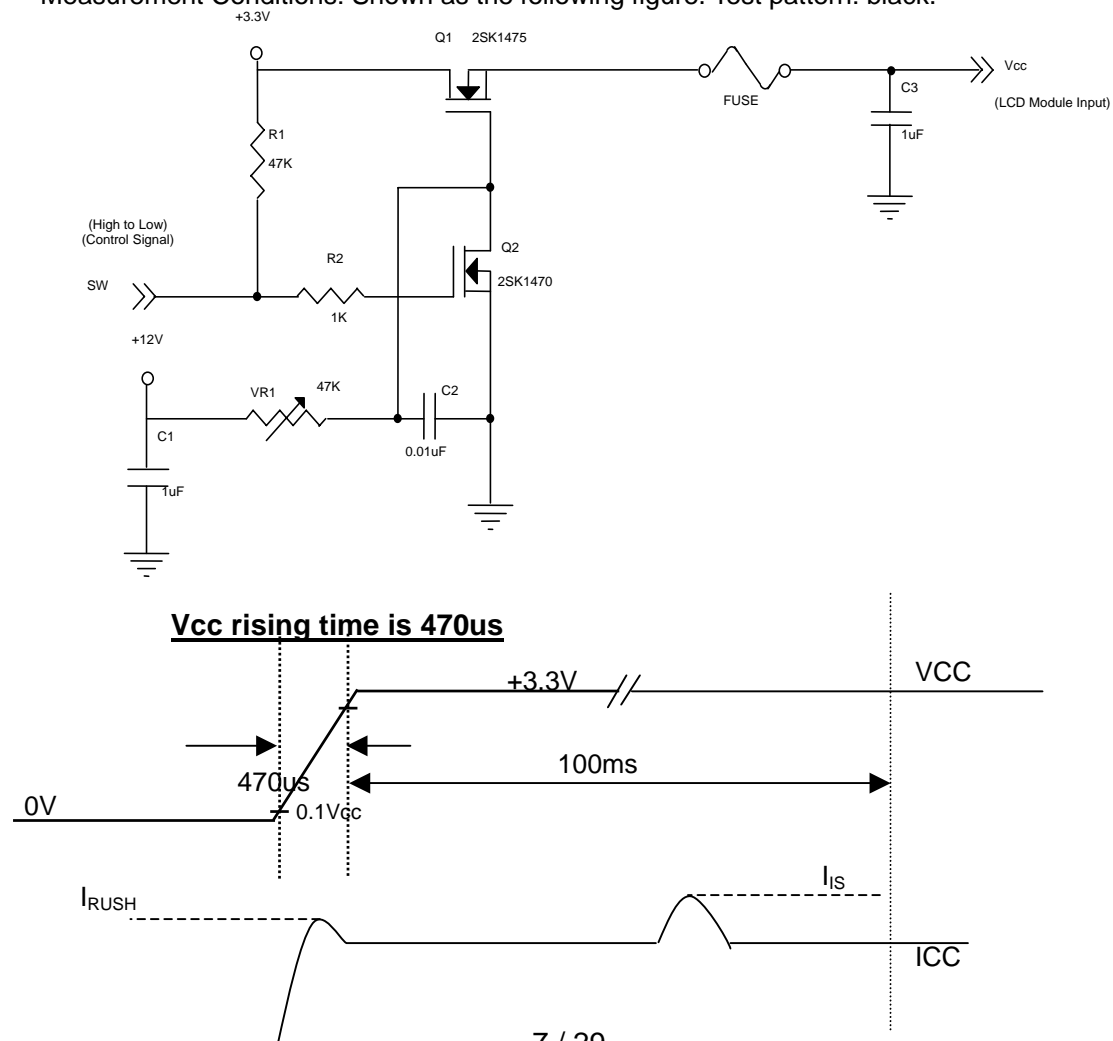 Measurement Conditions: Shown as the following figure. Test pattern: black.
+3.3V
Q1 2SK1475
Vcc
FUSE
C3
(LCD Module Input)
R1
1uF
47K
(High to Low)
(Control Signal)
Q2
R2
SW
2SK1470
1K
+12V
VR1
47K
C2
C1
0.01uF
1uF
Vcc rising time is 470us
+3.3V
VCC
100ms
470us
0V
0.1Vcc
IIS
IRUSH
ICC
7 / 29